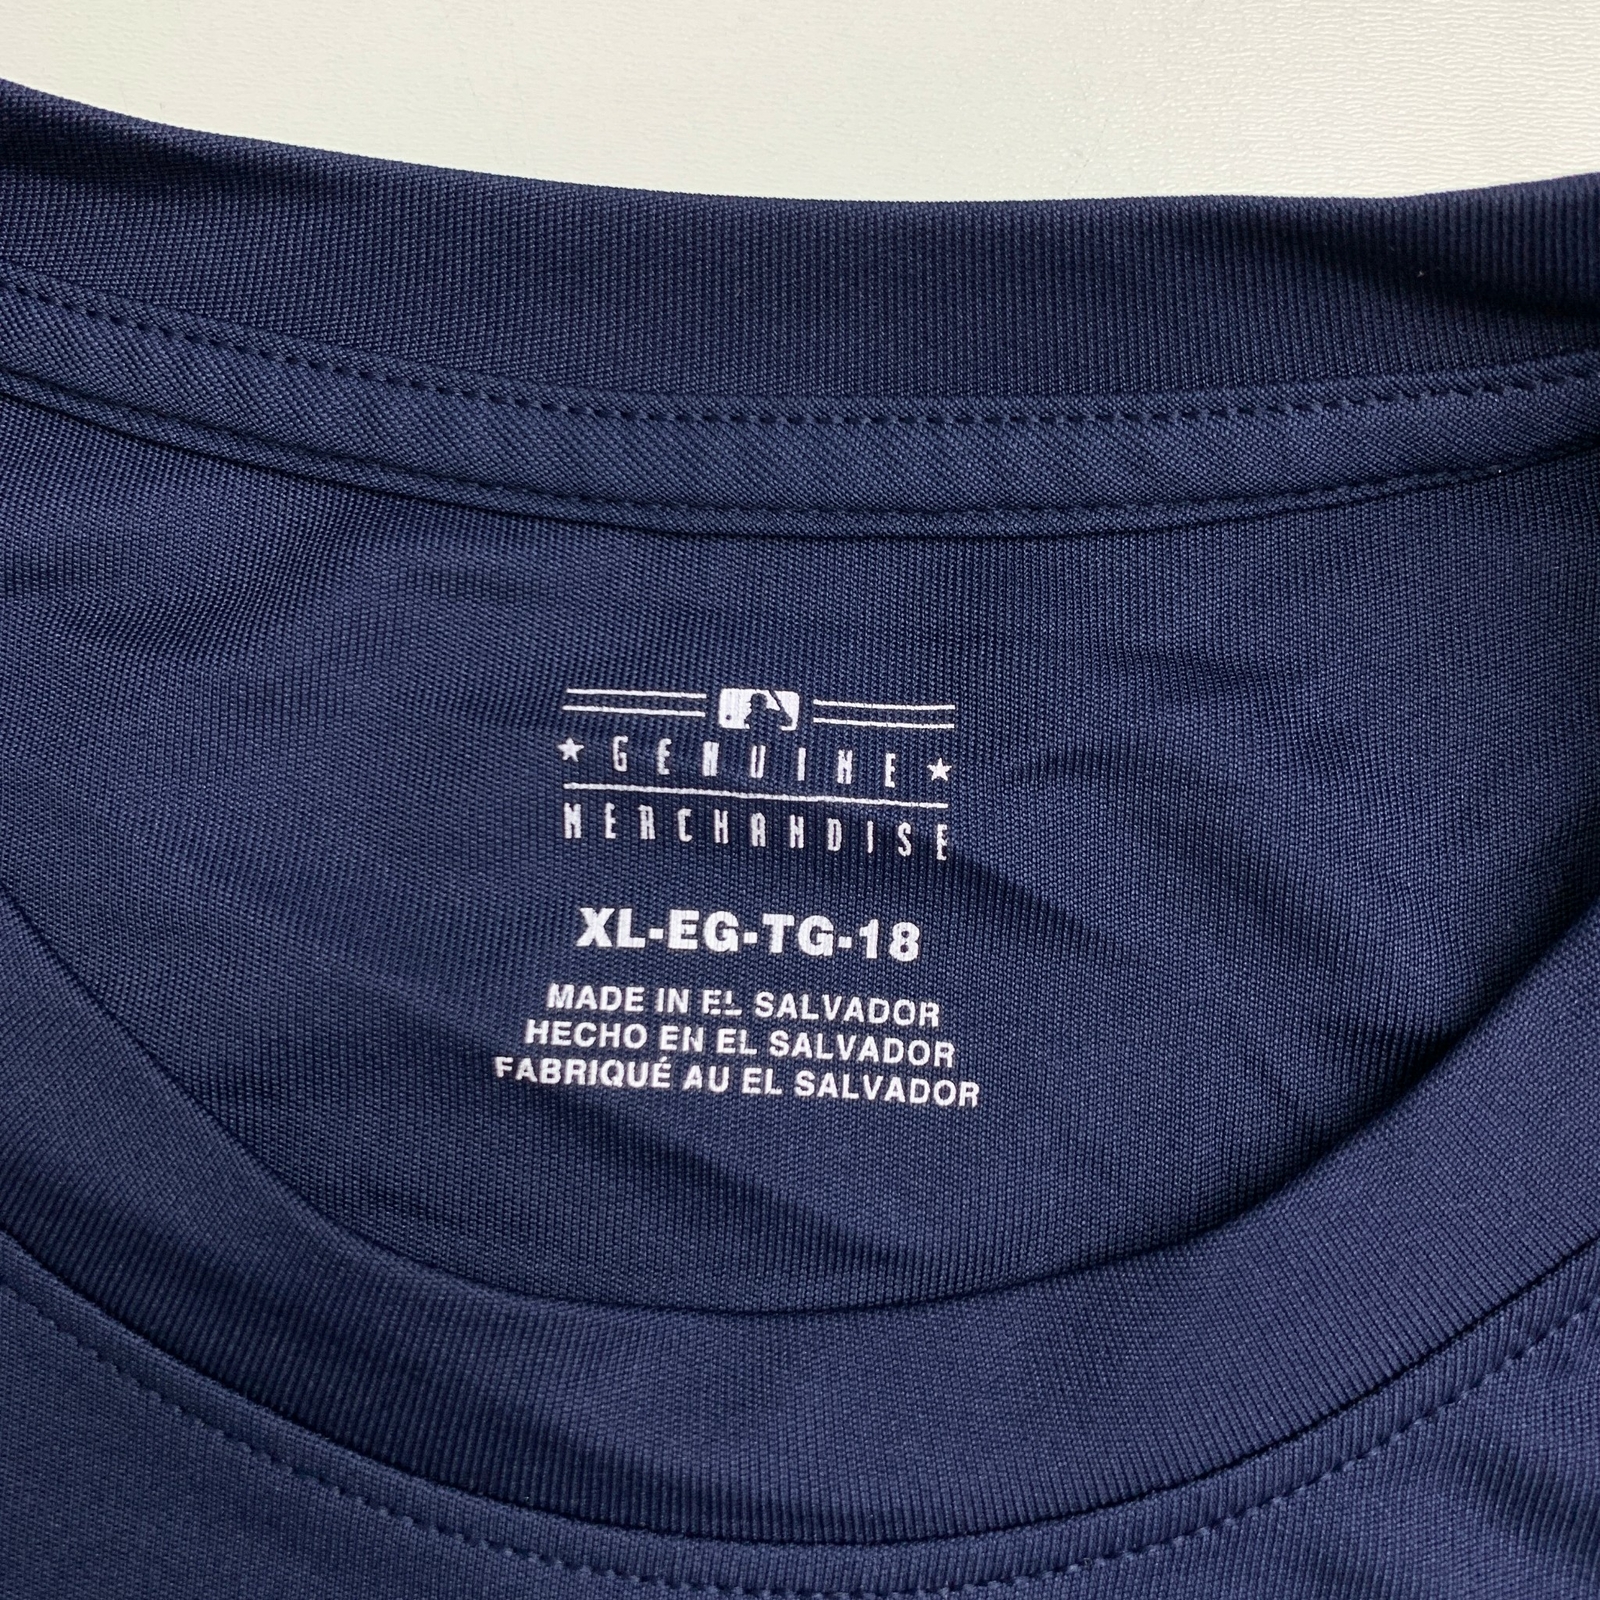 GENUINE
MERCHANDISE
XL-EG-TG-18
MADE IN EL SALVADOR
HECHO EN EL SALVADOR
FABRIQUÉ AU EL SALVADOR